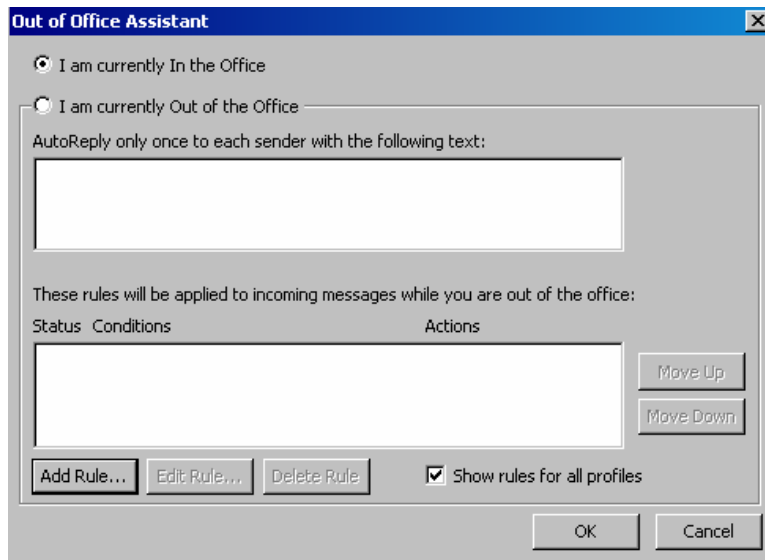 Out of Office Assistant
I am currently In the Office
I am currently Out of the Office
AutoReply only once to each sender with the following text:
These rules will be applied to incoming messages while you are out of the office:
Status Conditions Actions
Move Up
Move Down
Add Rule... Edit Rule... Delete Rule Show rules for all profiles
OK Cancel